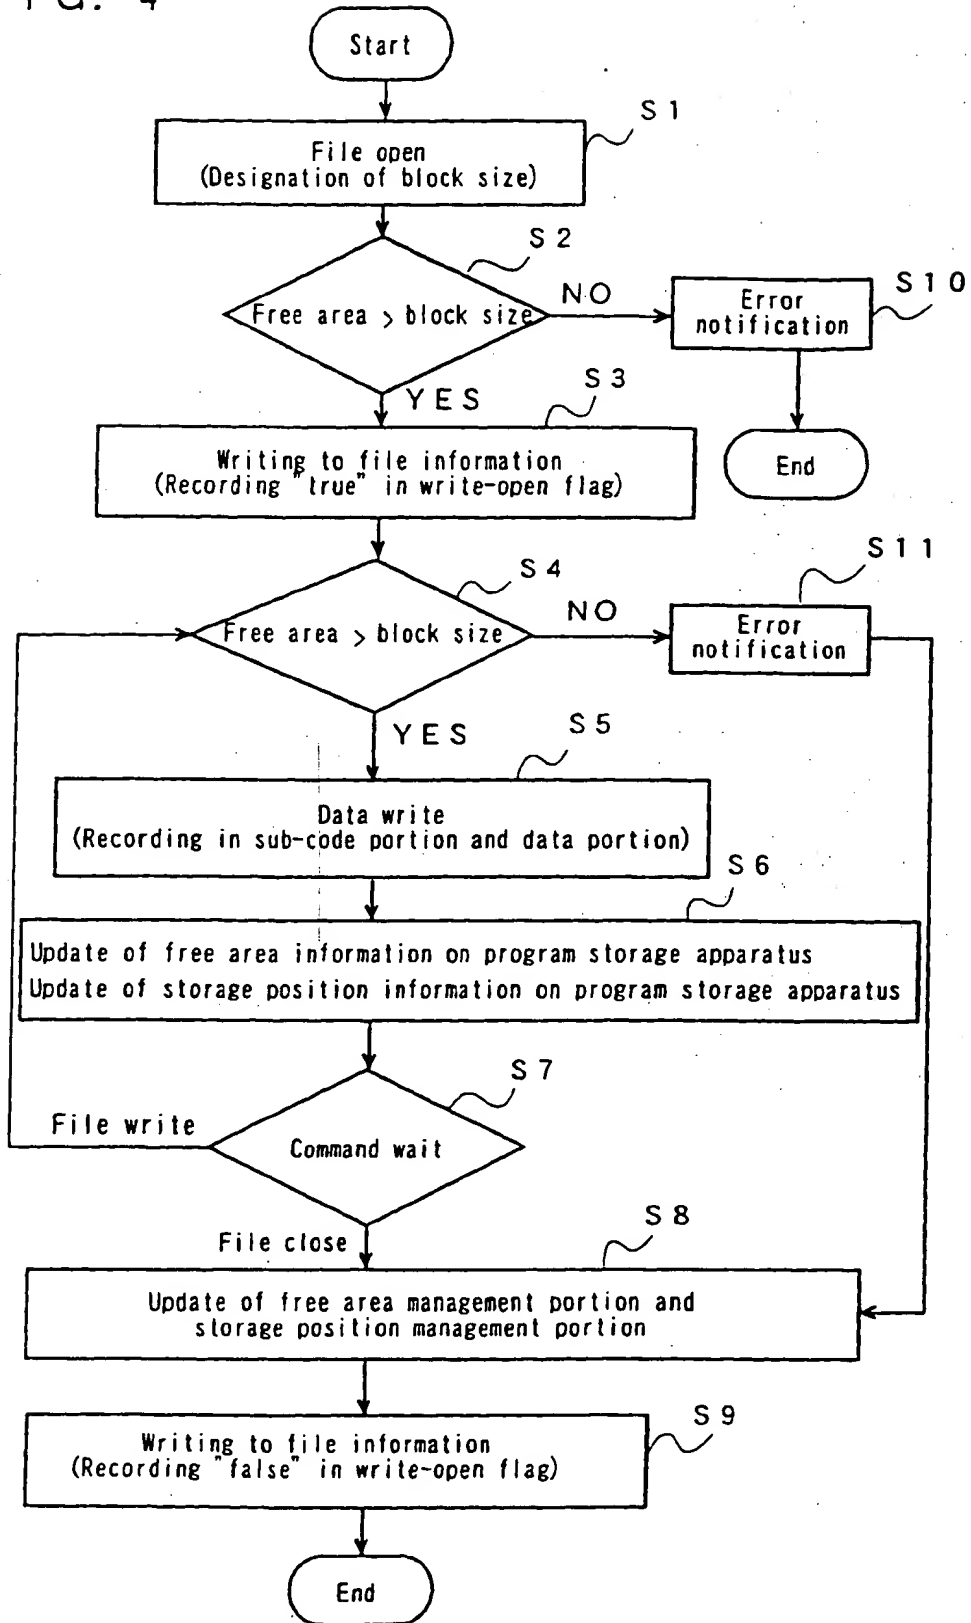 Start
S1
File open
(Designation of block size)
S2
Free area > block size
NO
S10
Error
notification
YES
End
S3
Writing to file information
(Recording "true" in write-open flag)
S4
Free area > block size
NO
S11
Error
notification
YES
S5
Data write
(Recording in sub-code portion and data portion)
S6
Update of free area information on program storage apparatus
Update of storage position information on program storage apparatus
S7
File write
Command wait
File close
S8
Update of free area management portion and
storage position management portion
S9
Writing to file information
(Recording "false" in write-open flag)
End